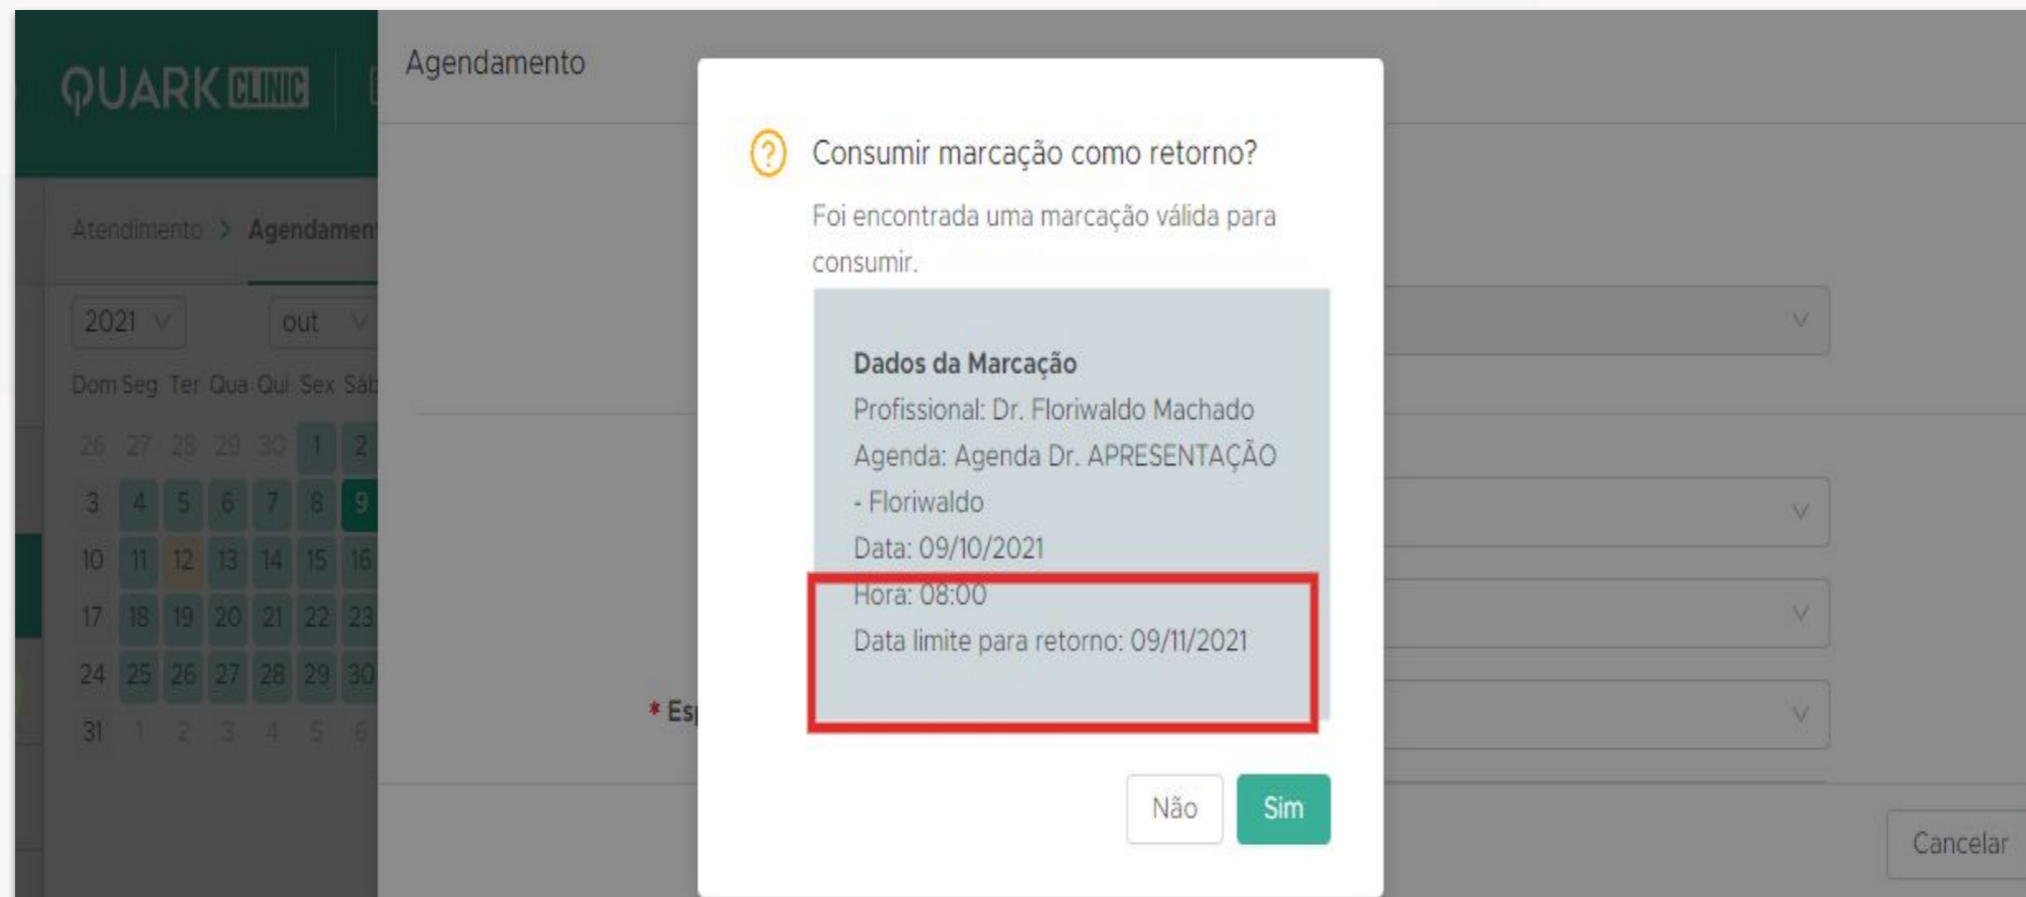 QUARK CLINIC
Agendamento
Atendimento > Agendamen
2021
out
Dom Seg Ter Qua Qui Sex Sáb
26 27 28 29 30 1 2
3 4 5 6 7 8 9
10 11 12 13 14 15 16
17 18 19 20 21 22 23
24 25 26 27 28 29 30
31 1 2 3 4 5 6
* Esp
Consumir marcação como retorno?
Foi encontrada uma marcação válida para
consumir.
Dados da Marcação
Profissional: Dr. Floriwaldo Machado
Agenda: Agenda Dr. APRESENTAÇÃO
- Floriwaldo
Data: 09/10/2021
Hora: 08:00
Data limite para retorno: 09/11/2021
Não
Sim
Cancelar